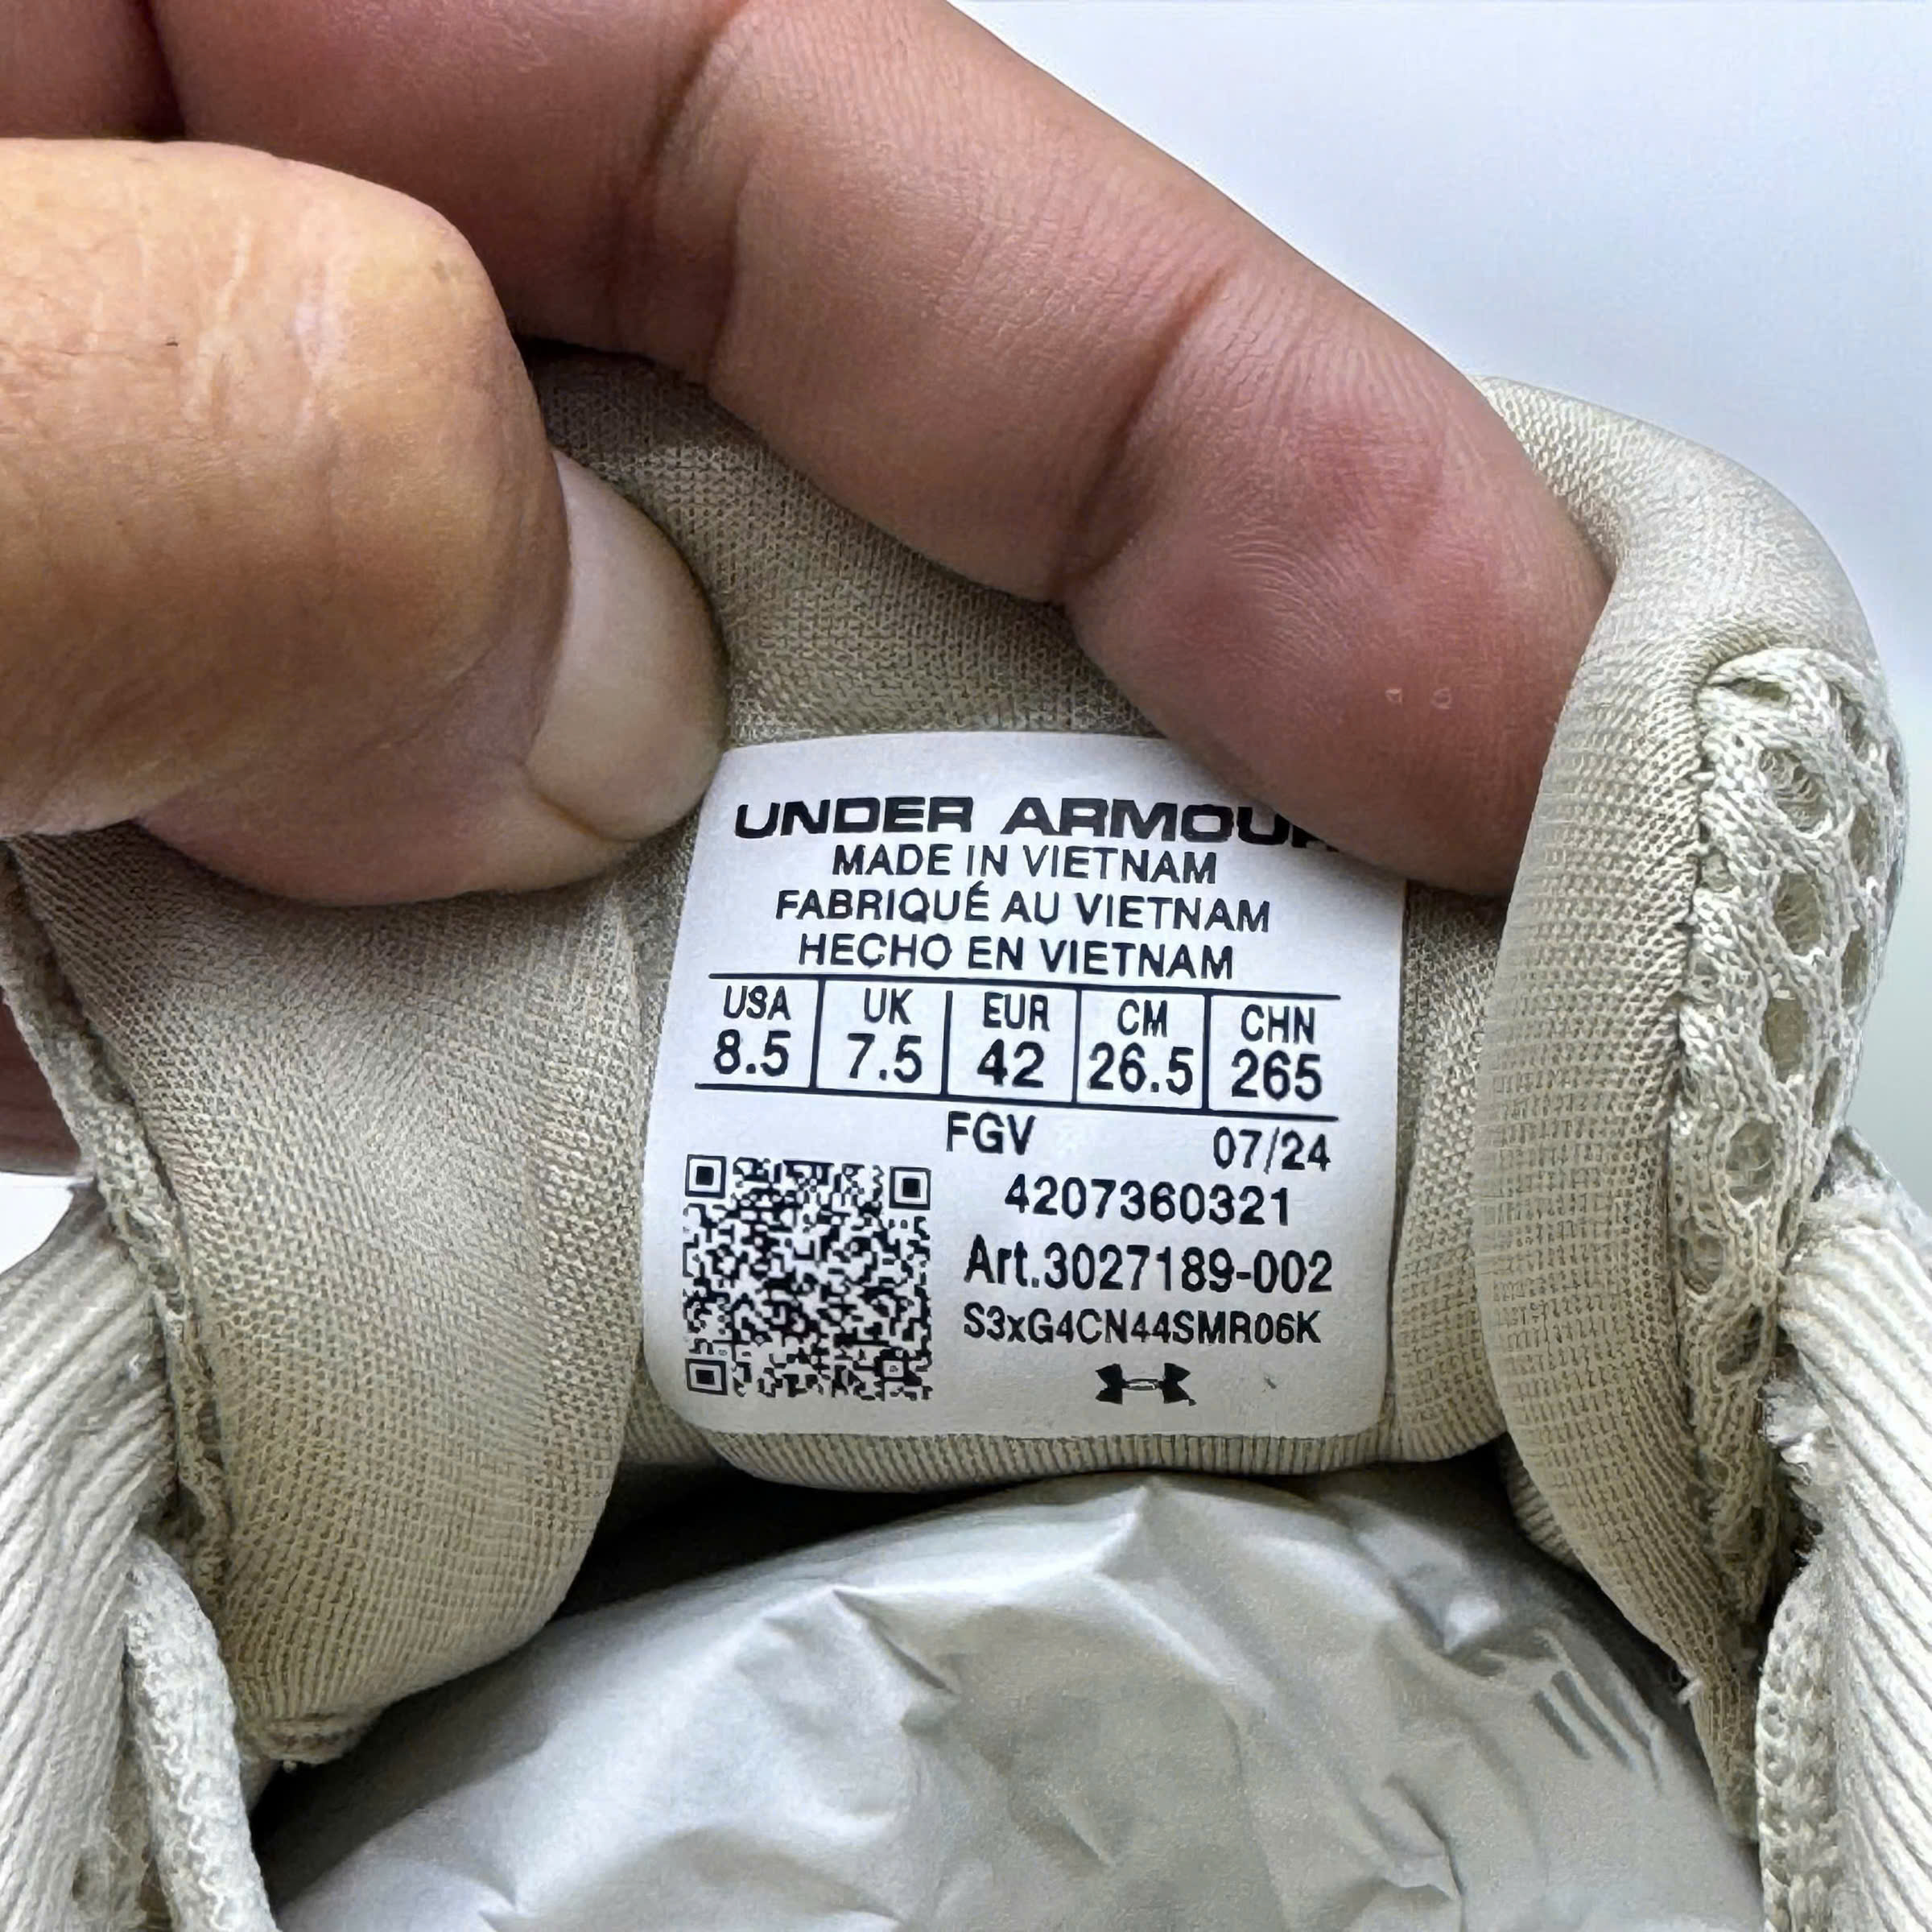 UNDER ARMOUR
MADE IN VIETNAM
FABRIQUÉ AU VIETNAM
HECHO EN VIETNAM
USA UK EUR CM CHN
8.5 7.5 42 26.5 265
FGV 07/24
4207360321
Art.3027189-002
S3xG4CN44SMR06K